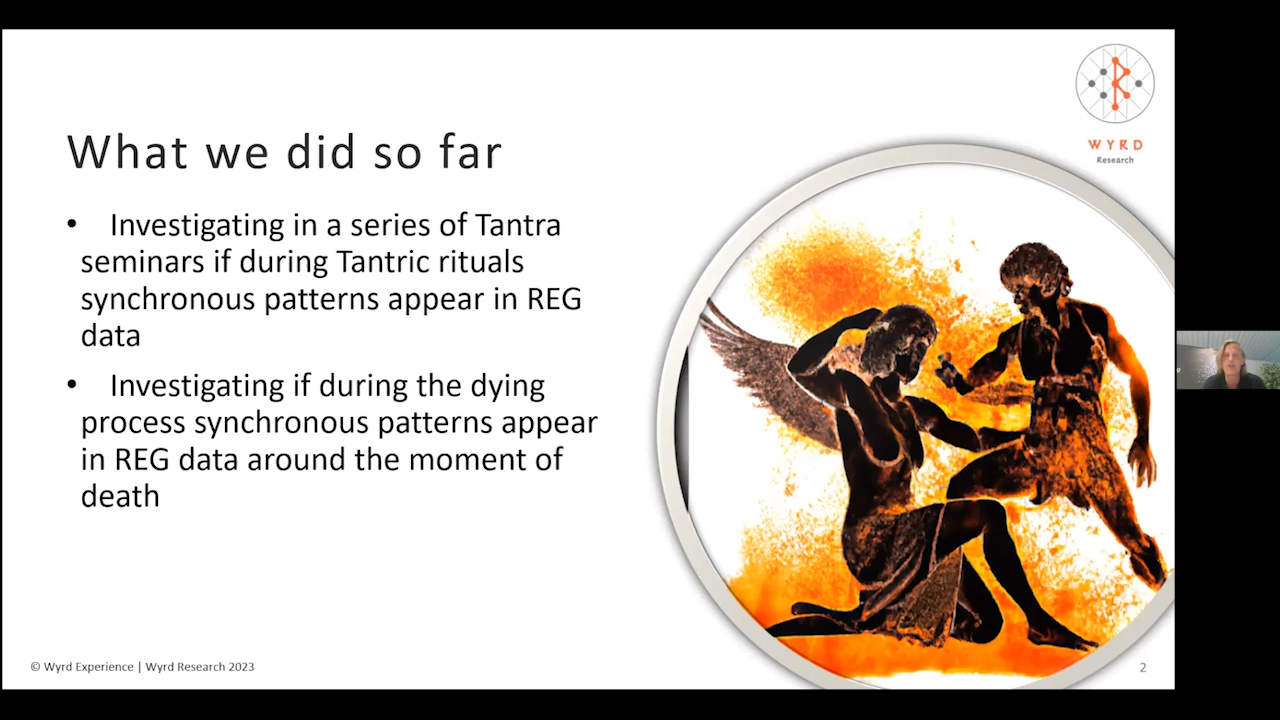 WYRD
Research
What we did so far
• Investigating in a series of Tantra
seminars if during Tantric rituals
synchronous patterns appear in REG
data
• Investigating if during the dying
process synchronous patterns appear
in REG data around the moment of
death
© Wyrd Experience | Wyrd Research 2023
2